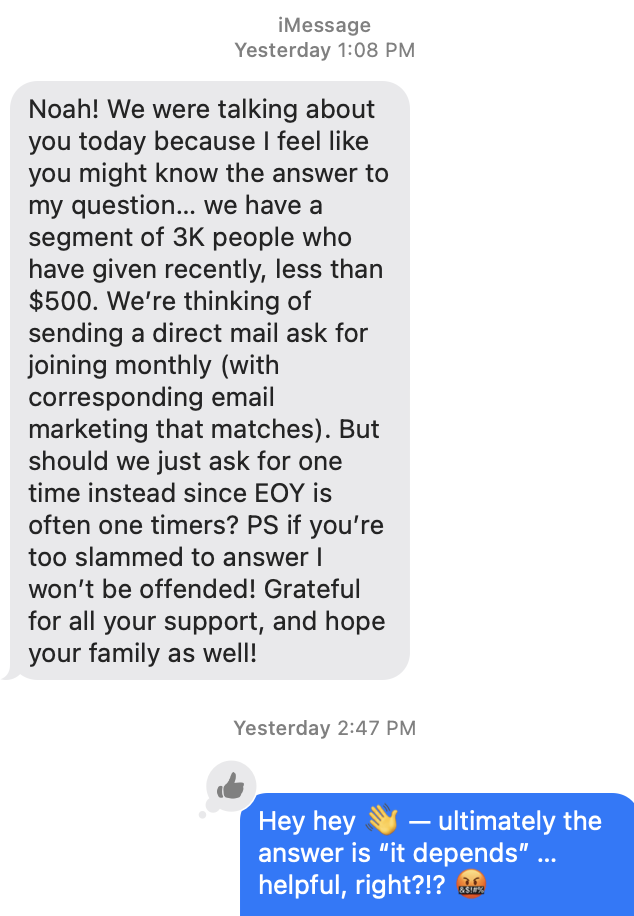 iMessage
Yesterday 1:08 PM
Noah! We were talking about
you today because I feel like
you might know the answer to
my question... we have a
segment of 3K people who
have given recently, less than
$500. We’re thinking of
sending a direct mail ask for
joining monthly (with
corresponding email
marketing that matches). But
should we just ask for one
time instead since EOY is
often one timers? PS if you’re
too slammed to answer I
won’t be offended! Grateful
for all your support, and hope
your family as well!
Yesterday 2:47 PM
Hey hey 👋 — ultimately the
answer is “it depends” ...
helpful, right?!? 🤬